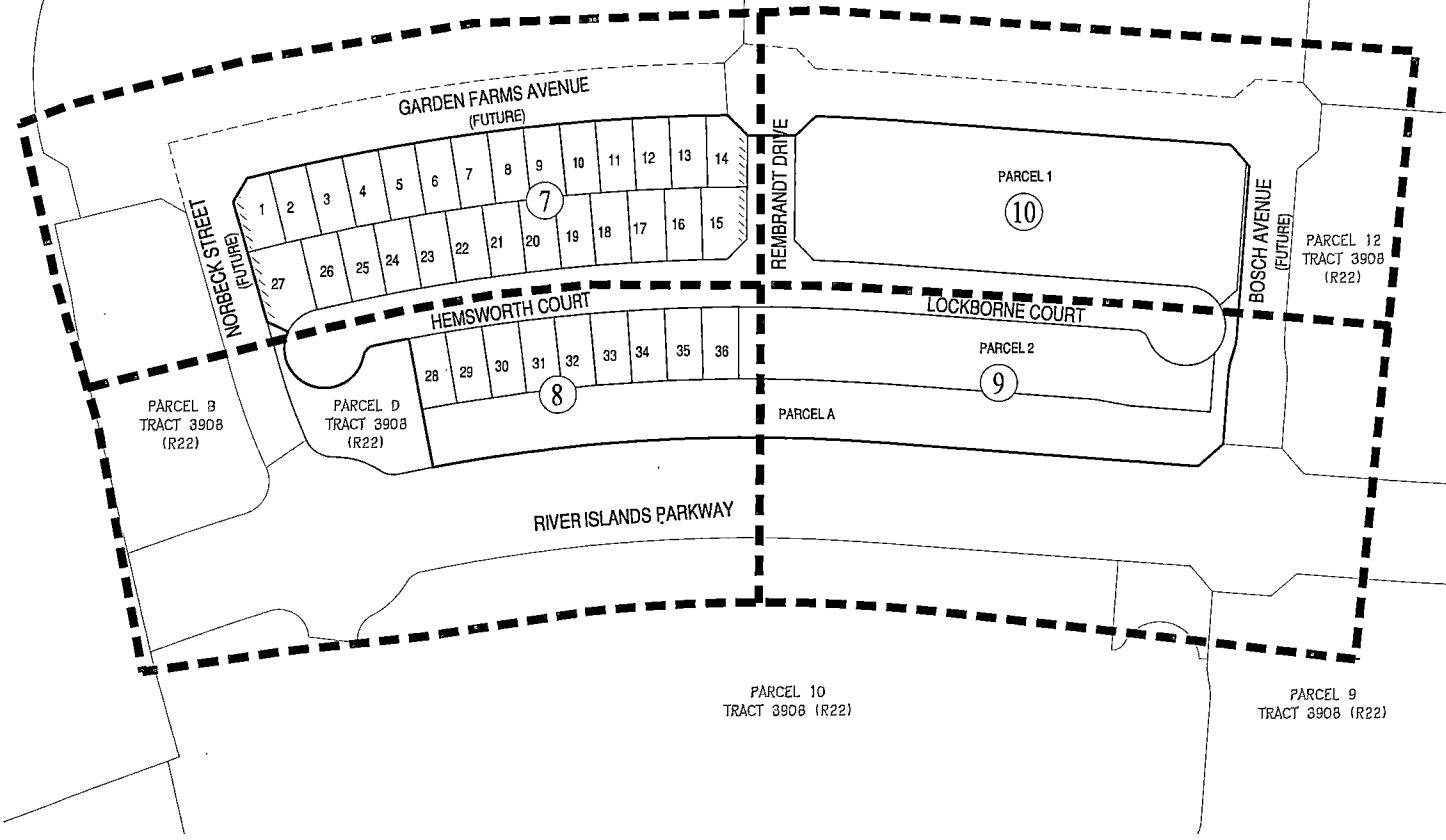 GARDEN FARMS AVENUE
(FUTURE)
1 2 3 4 5 6 7 8 9 10 11 12 13 14
7
27 26 25 24 23 22 21 20 19 18 17 16 15
NORBECK STREET
(FUTURE)
REMBRANDT DRIVE
PARCEL 1
10
BOSCH AVENUE
(FUTURE)
PARCEL 12
TRACT 3908
(R22)
HEMSWORTH COURT
LOCKBORNE COURT
28 29 30 31 32 33 34 35 36
8
PARCEL 2
9
PARCEL B
TRACT 3908
(R22)
PARCEL D
TRACT 3908
(R22)
PARCEL A
RIVER ISLANDS PARKWAY
PARCEL 10
TRACT 3908 (R22)
PARCEL 9
TRACT 3908 (R22)